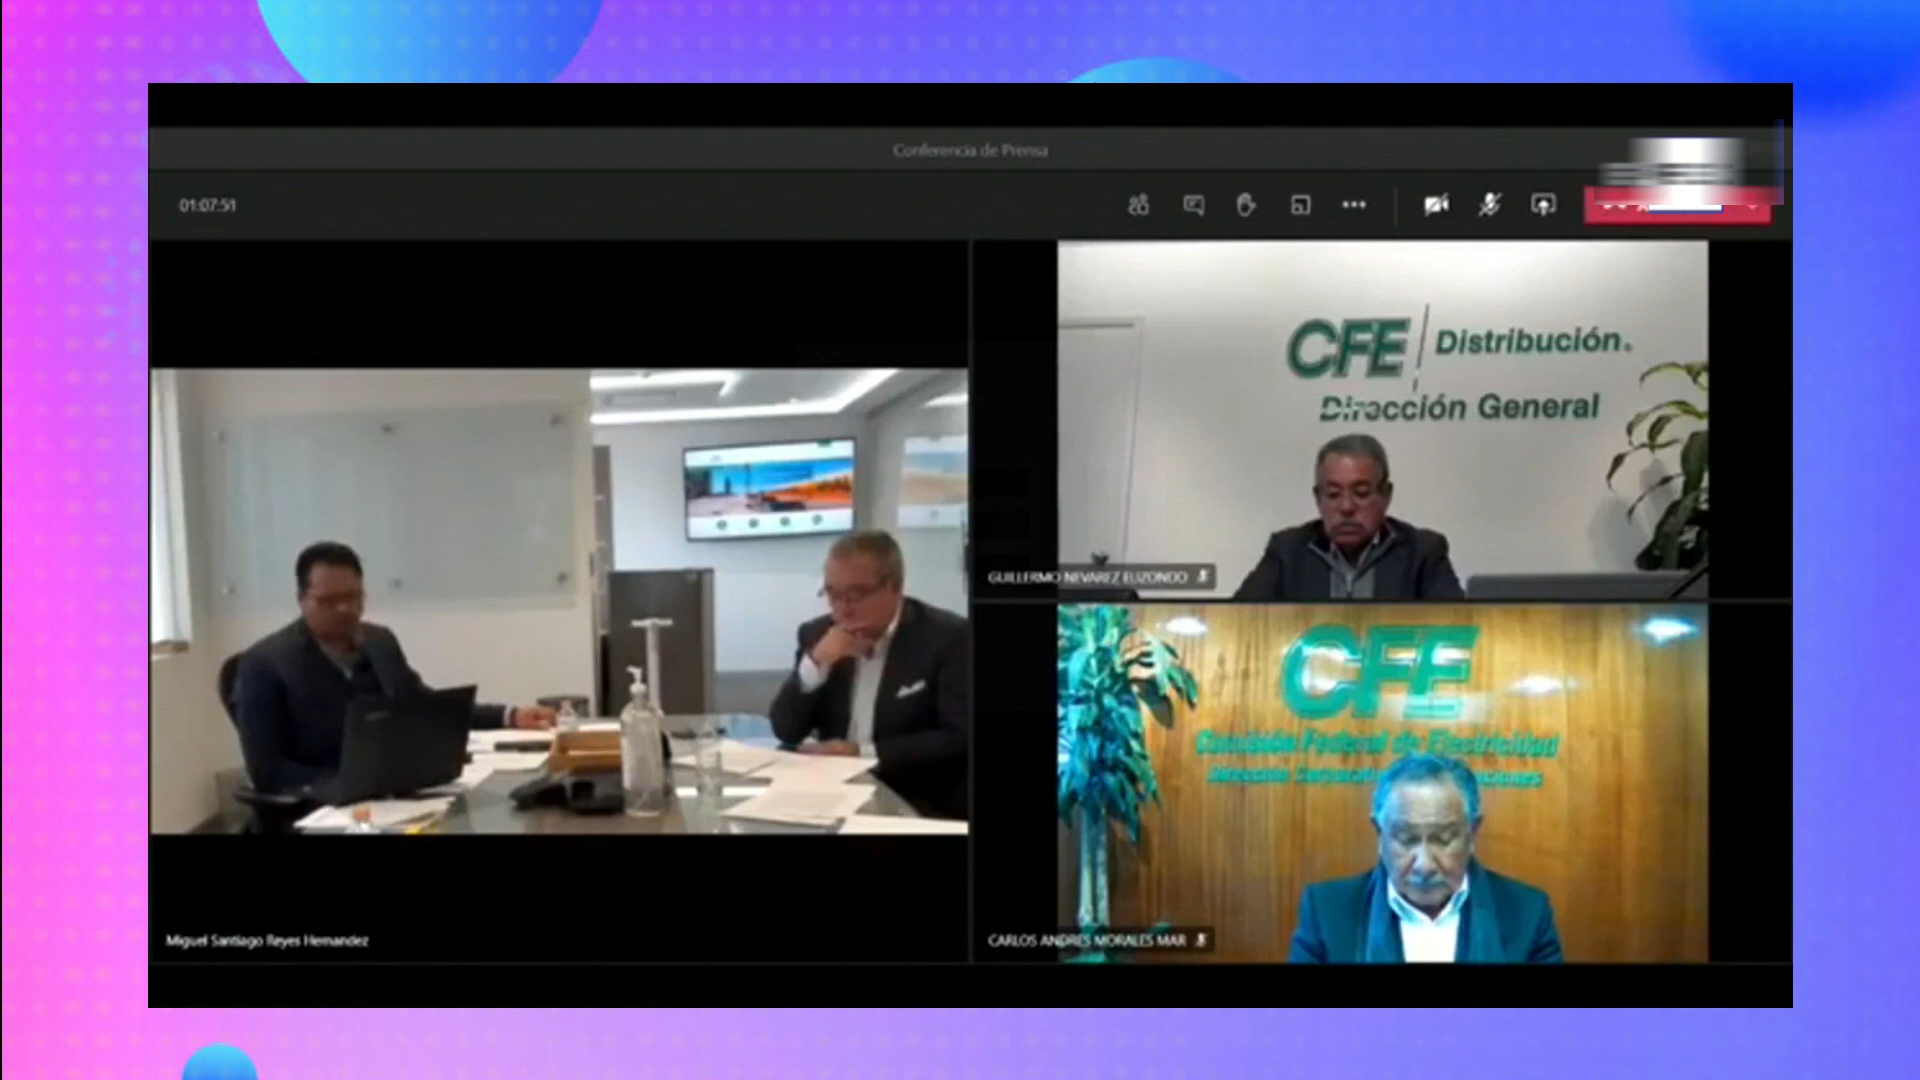 Conferencia de Prensa
01:07:51
CFE Distribución.
Dirección General
GUILLERMO NEVAREZ ELIZONDO
CFE
Comisión Federal de Electricidad
Dirección
Miguel Santiago Reyes Hernandez
CARLOS ANDRES MORALES MAR